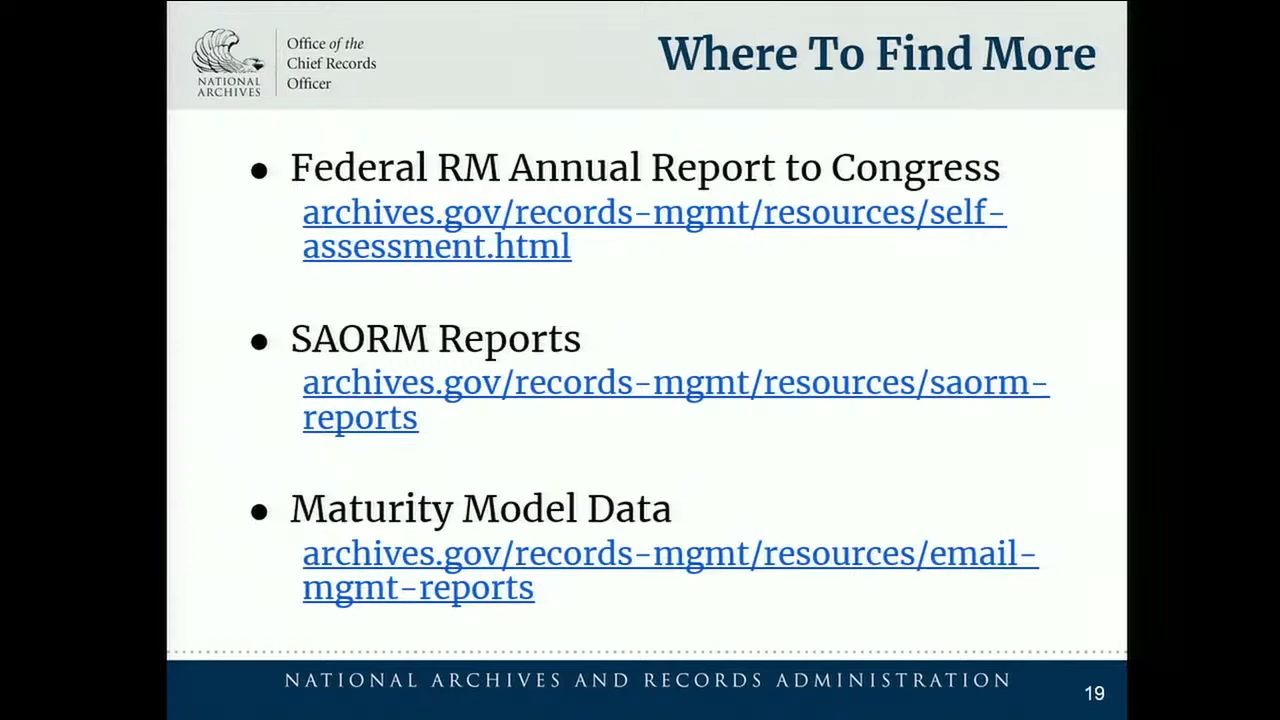 NATIONAL
ARCHIVES
Office of the
Chief Records
Officer
Where To Find More
● Federal RM Annual Report to Congress
archives.gov/records-mgmt/resources/self-
assessment.html
● SAORM Reports
archives.gov/records-mgmt/resources/saorm-
reports
● Maturity Model Data
archives.gov/records-mgmt/resources/email-
mgmt-reports
NATIONAL ARCHIVES AND RECORDS ADMINISTRATION
19